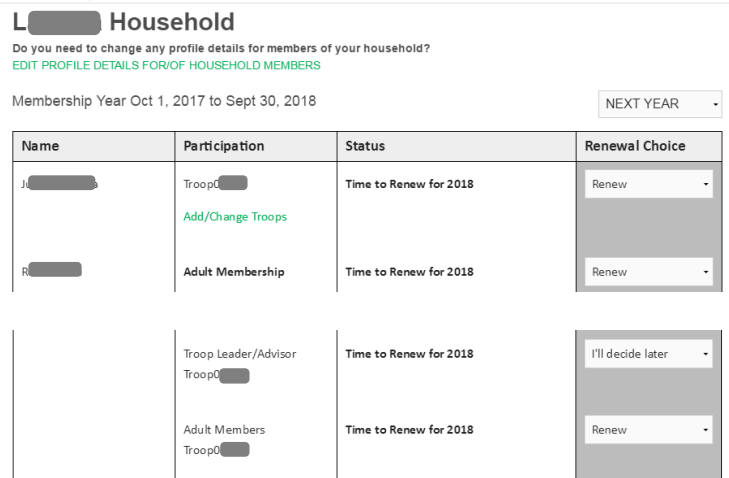 L Household
Do you need to change any profile details for members of your household?
EDIT PROFILE DETAILS FOR/OF HOUSEHOLD MEMBERS
Membership Year Oct 1, 2017 to Sept 30, 2018
NEXT YEAR
Name Participation Status Renewal Choice
Troop0 Time to Renew for 2018 Renew
Add/Change Troops
R Adult Membership Time to Renew for 2018 Renew
Troop Leader/Advisor Time to Renew for 2018 I'll decide later
Troop0
Adult Members Time to Renew for 2018 Renew
Troop0